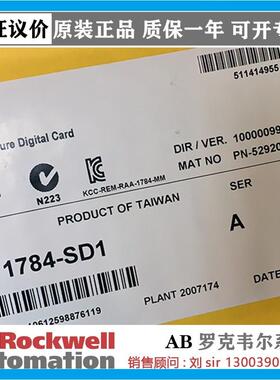 议价 原装正品 质保一年 可开专
511414955
ure Digital Card
DIR / VER. 10000099
MAT NO PN-52920
N223
KCC-REM-RAA-1784-MM
PRODUCT OF TAIWAN
SER
1784-SD1
A
10612598876119
PLANT 2007174
DATE
Rockwell
Automation
AB 罗克韦尔
销售顾问:刘 sir 1300390